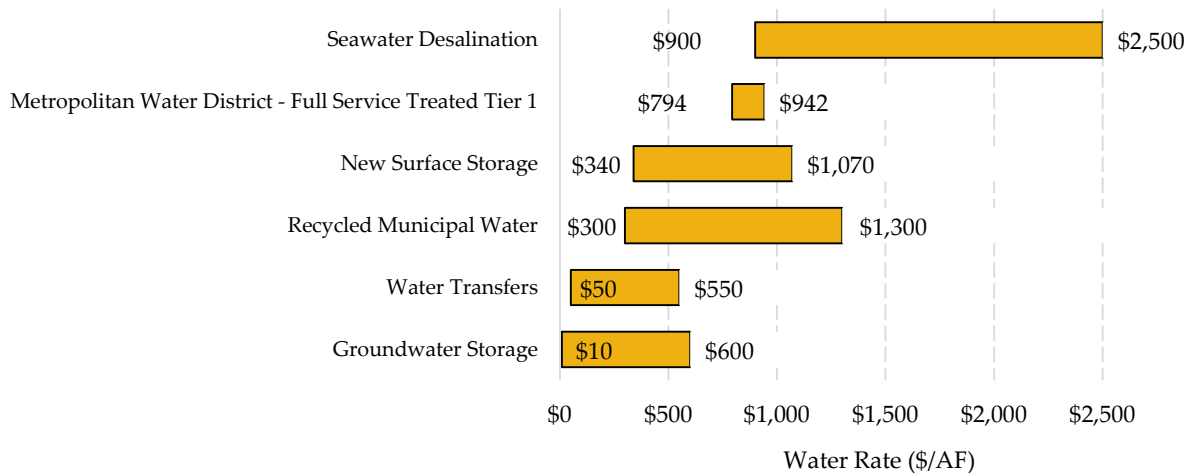 Seawater Desalination $900 $2,500
Metropolitan Water District - Full Service Treated Tier 1 $794 $942
New Surface Storage $340 $1,070
Recycled Municipal Water $300 $1,300
Water Transfers $50 $550
Groundwater Storage $10 $600
$0 $500 $1,000 $1,500 $2,000 $2,500
Water Rate ($/AF)